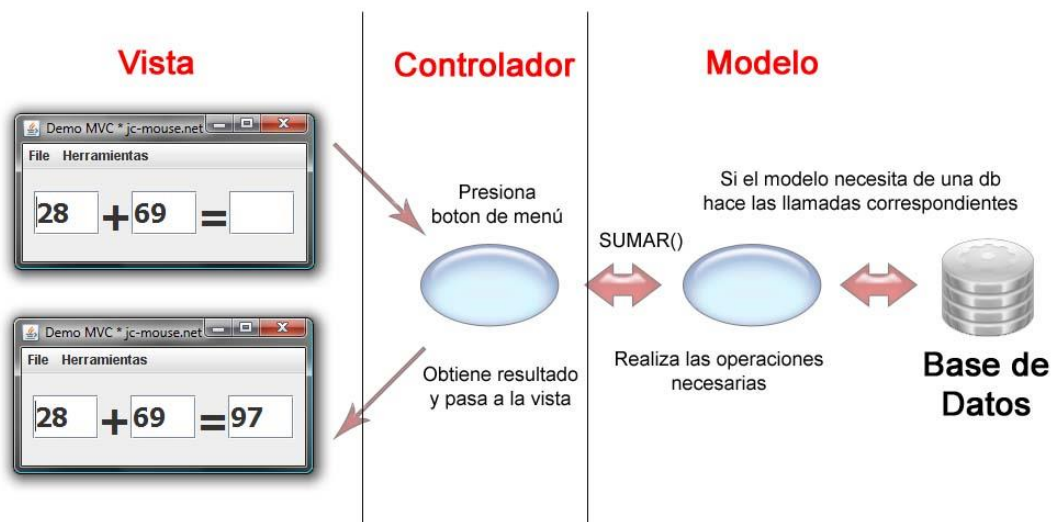 Vista
Controlador
Modelo
Demo MVC * jc-mouse.net
File Herramientas
28 + 69 =
Presiona
boton de menú
SUMAR()
Si el modelo necesita de una db
hace las llamadas correspondientes
Demo MVC * jc-mouse.net
File Herramientas
28 + 69 = 97
Obtiene resultado
y pasa a la vista
Realiza las operaciones
necesarias
Base de
Datos